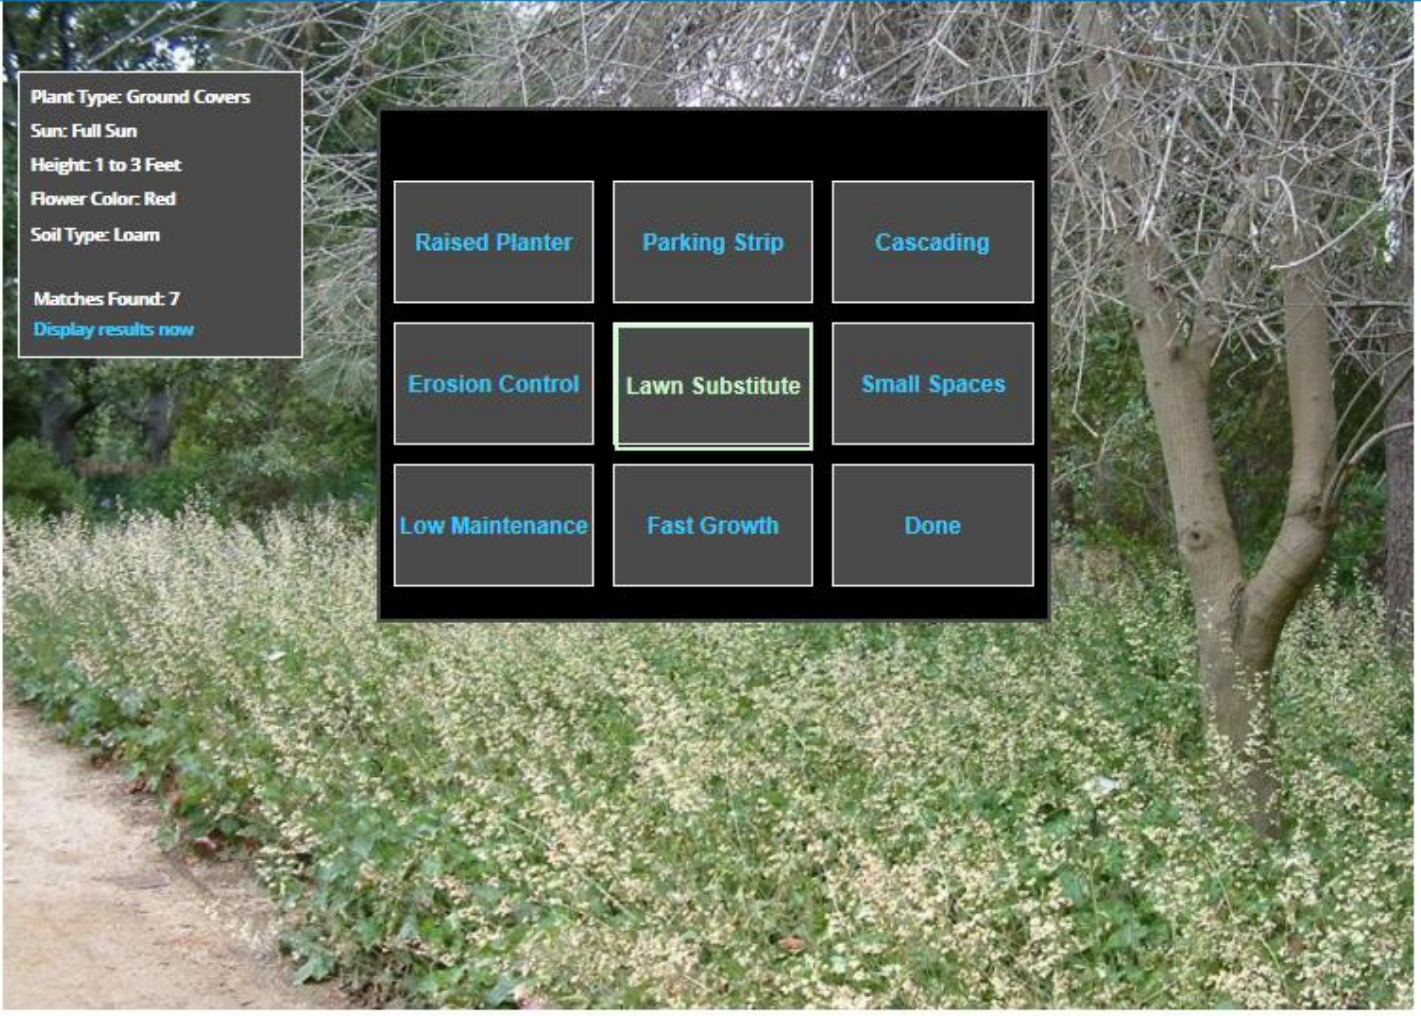 Plant Type: Ground Covers
Sun: Full Sun
Height: 1 to 3 Feet
Flower Color: Red
Soil Type: Loam
Matches Found: 7
Display results now
Raised Planter
Parking Strip
Cascading
Erosion Control
Lawn Substitute
Small Spaces
Low Maintenance
Fast Growth
Done